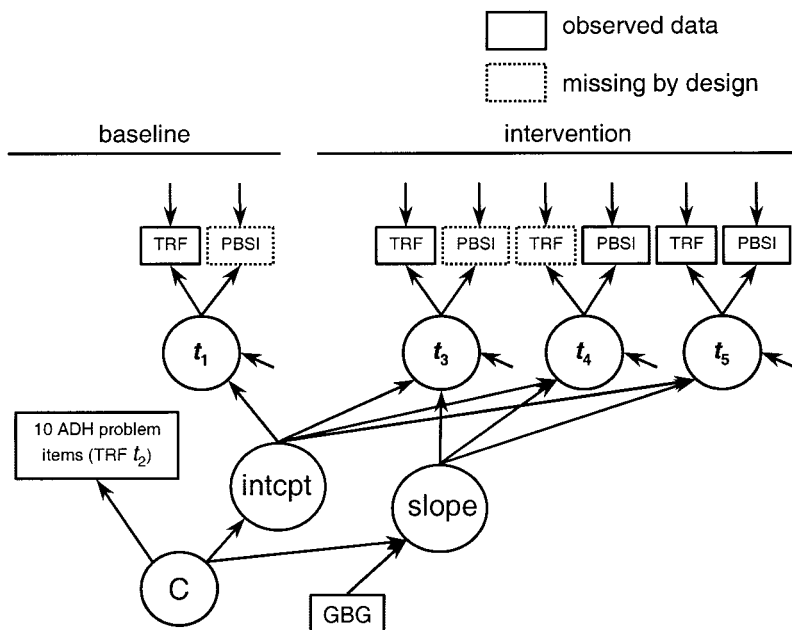 observed data
missing by design
baseline
intervention
TRF
PBSI
TRF
PBSI
TRF
PBSI
TRF
PBSI
t1
t3
t4
t5
10 ADH problem
items (TRF t2)
intcpt
slope
C
GBG